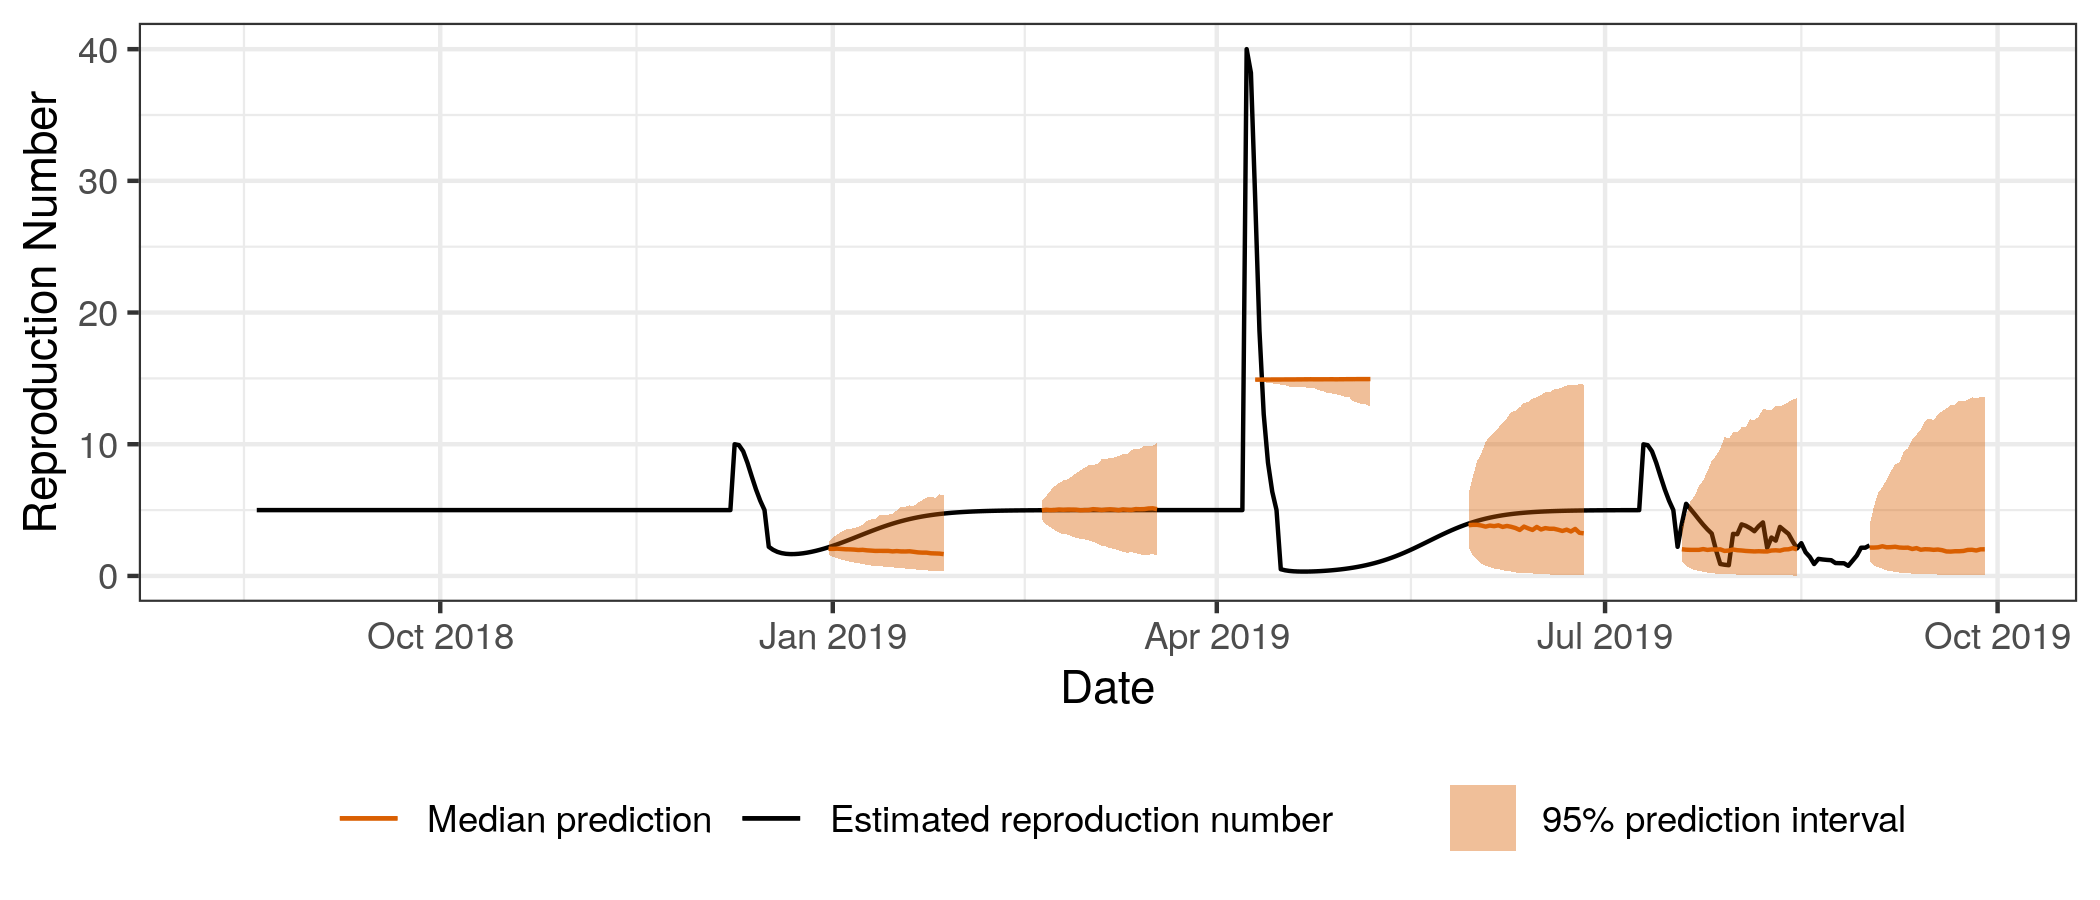 Reproduction Number
40
30
20
10
0
Oct 2018
Jan 2019
Apr 2019
Jul 2019
Oct 2019
Date
Median prediction
Estimated reproduction number
95% prediction interval